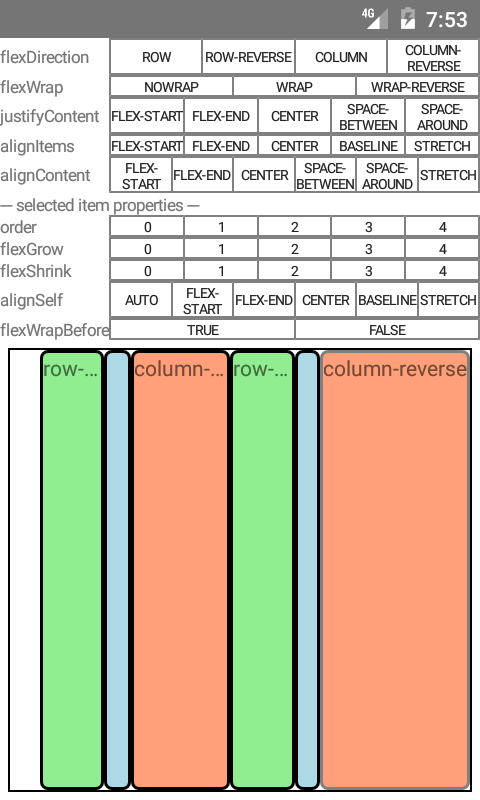 4G 7:53
flexDirection ROW ROW-REVERSE COLUMN COLUMN-
REVERSE
flexWrap NOWRAP WRAP WRAP-REVERSE
justifyContent FLEX-START FLEX-END CENTER SPACE-
BETWEEN SPACE-
AROUND
alignItems FLEX-START FLEX-END CENTER BASELINE STRETCH
alignContent FLEX-
START FLEX-END CENTER SPACE-
BETWEEN SPACE-
AROUND STRETCH
— selected item properties —
order 0 1 2 3 4
flexGrow 0 1 2 3 4
flexShrink 0 1 2 3 4
alignSelf AUTO FLEX-
START FLEX-END CENTER BASELINE STRETCH
flexWrapBefore TRUE FALSE
row-... column-... row-... column-reverse